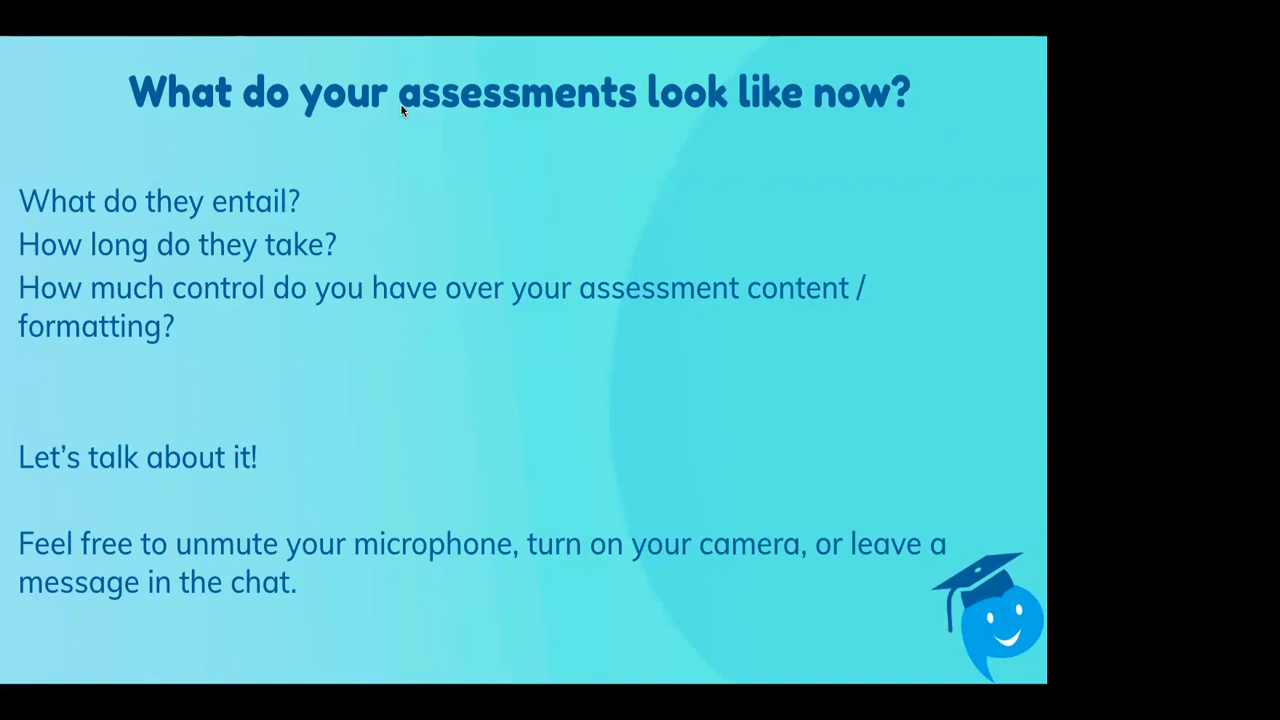 What do your assessments look like now?
What do they entail?
How long do they take?
How much control do you have over your assessment content /
formatting?
Let’s talk about it!
Feel free to unmute your microphone, turn on your camera, or leave a
message in the chat.